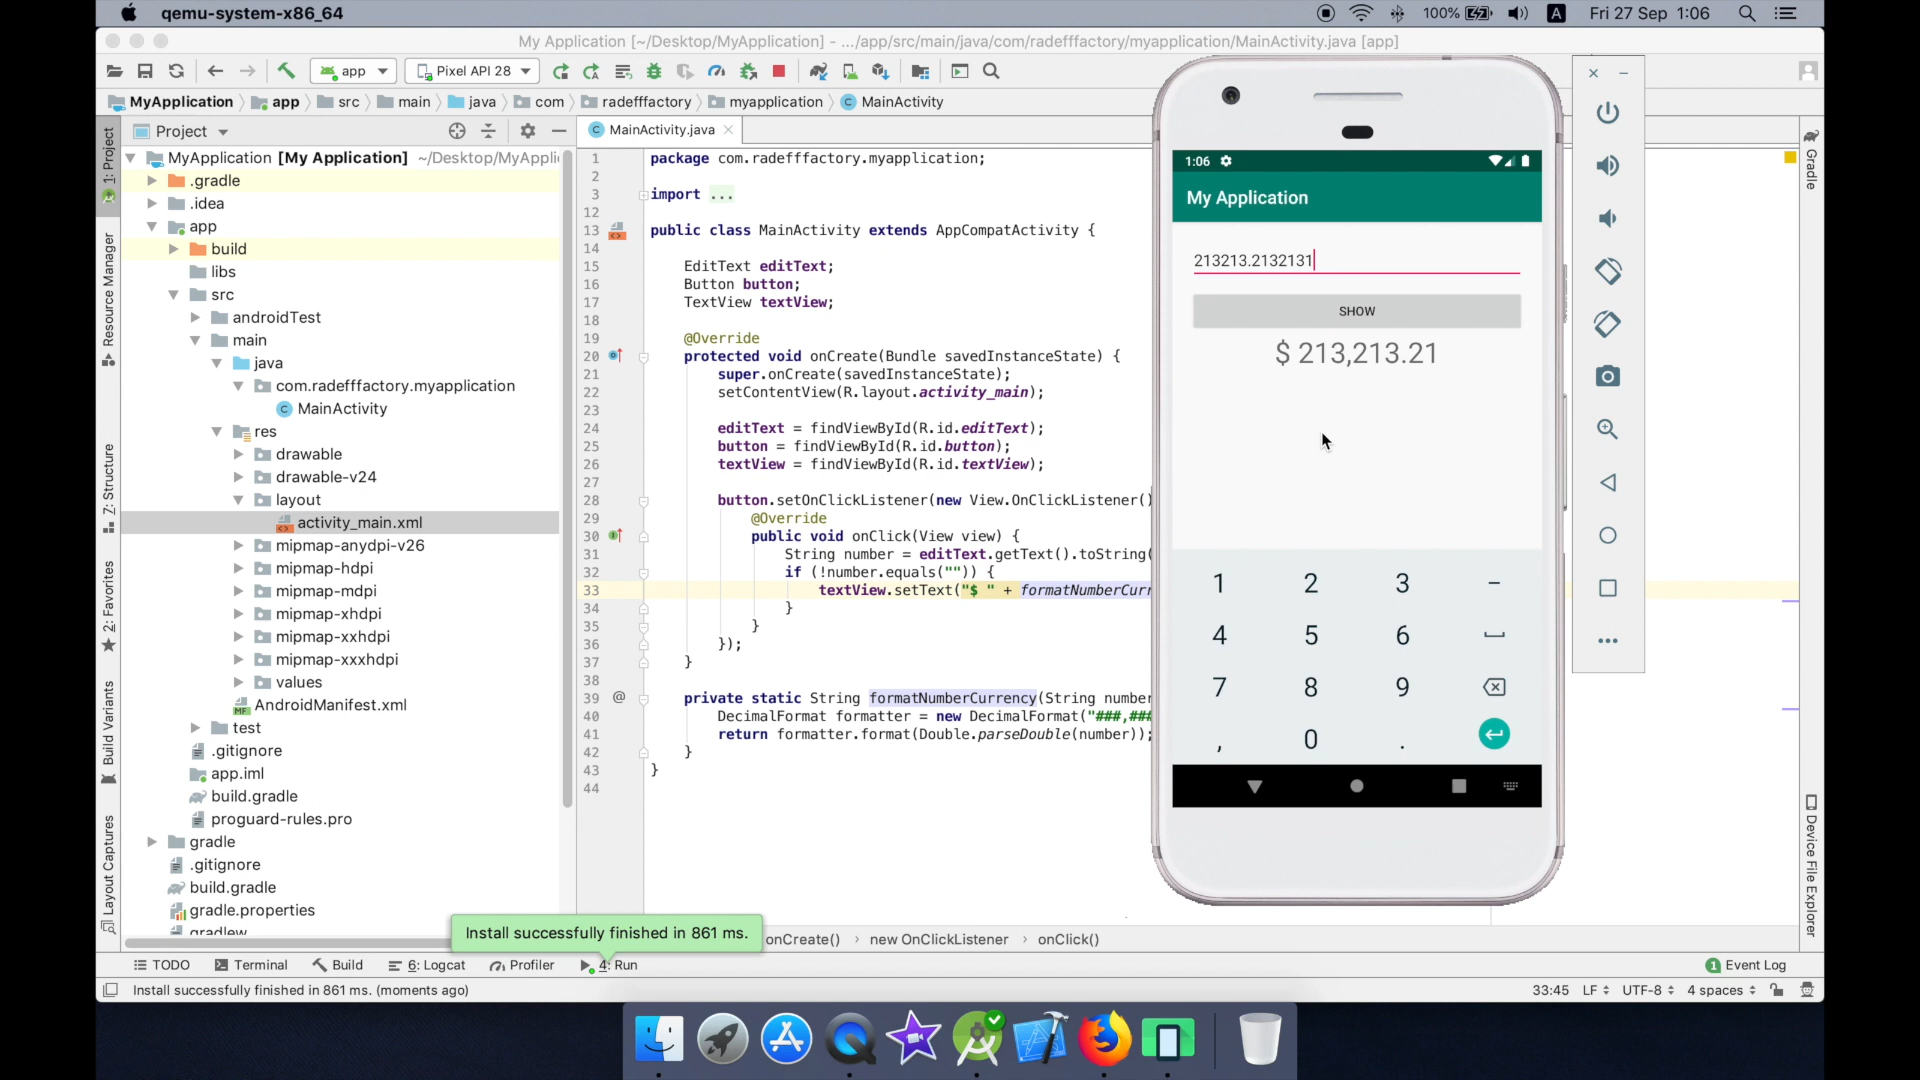 qemu-system-x86_64
100%
A
Fri 27 Sep 1:06
My Application [~/Desktop/MyApplication] - .../app/src/main/java/com/radefffactory/myapplication/MainActivity.java [app]
app
Pixel API 28
MyApplication
app
src
main
java
com
radefffactory
myapplication
MainActivity
1: Project
Resource Manager
Z: Structure
2: Favorites
Build Variants
Layout Captures
Project
MyApplication [My Application] ~/Desktop/MyAppli
.gradle
.idea
app
build
libs
src
androidTest
main
java
com.radefffactory.myapplication
MainActivity
res
drawable
drawable-v24
layout
activity_main.xml
mipmap-anydpi-v26
mipmap-hdpi
mipmap-mdpi
mipmap-xhdpi
mipmap-xxhdpi
mipmap-xxxhdpi
values
AndroidManifest.xml
test
.gitignore
app.iml
build.gradle
proguard-rules.pro
gradle
.gitignore
build.gradle
gradle.properties
gradlew
MainActivity.java
1 package com.radefffactory.myapplication;
2
3 import ...
12
13 public class MainActivity extends AppCompatActivity {
14
15 EditText editText;
16 Button button;
17 TextView textView;
18
19 @Override
20 protected void onCreate(Bundle savedInstanceState) {
21 super.onCreate(savedInstanceState);
22 setContentView(R.layout.activity_main);
23
24 editText = findViewById(R.id.editText);
25 button = findViewById(R.id.button);
26 textView = findViewById(R.id.textView);
27
28 button.setOnClickListener(new View.OnClickListener()
29 @Override
30 public void onClick(View view) {
31 String number = editText.getText().toString(
32 if (!number.equals("")) {
33 textView.setText("$ " + formatNumberCurr
34 }
35 }
36 });
37 }
38
39 @ private static String formatNumberCurrency(String number
40 DecimalFormat formatter = new DecimalFormat("###,###
41 return formatter.format(Double.parseDouble(number));
42 }
43 }
44
1:06
My Application
213213.2132131
SHOW
$ 213,213.21
1 2 3 -
4 5 6
7 8 9
, 0 .
Gradle
Device File Explorer
Install successfully finished in 861 ms.
onCreate() › new OnClickListener › onClick()
TODO
Terminal
Build
6: Logcat
Profiler
4: Run
1 Event Log
Install successfully finished in 861 ms. (moments ago)
33:45
LF
UTF-8
4 spaces